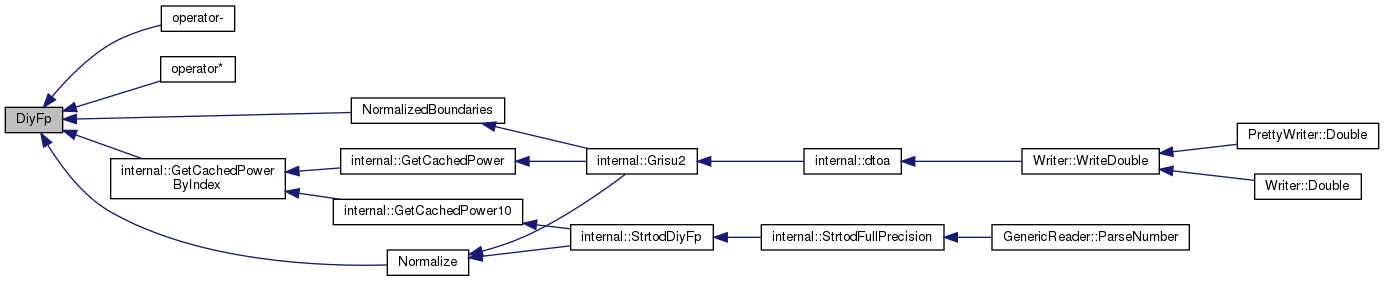 operator-
operator*
DiyFp
NormalizedBoundaries
internal::GetCachedPower
ByIndex
internal::GetCachedPower
internal::GetCachedPower10
Normalize
internal::Grisu2
internal::StrtodDiyFp
internal::dtoa
internal::StrtodFullPrecision
Writer::WriteDouble
GenericReader::ParseNumber
PrettyWriter::Double
Writer::Double